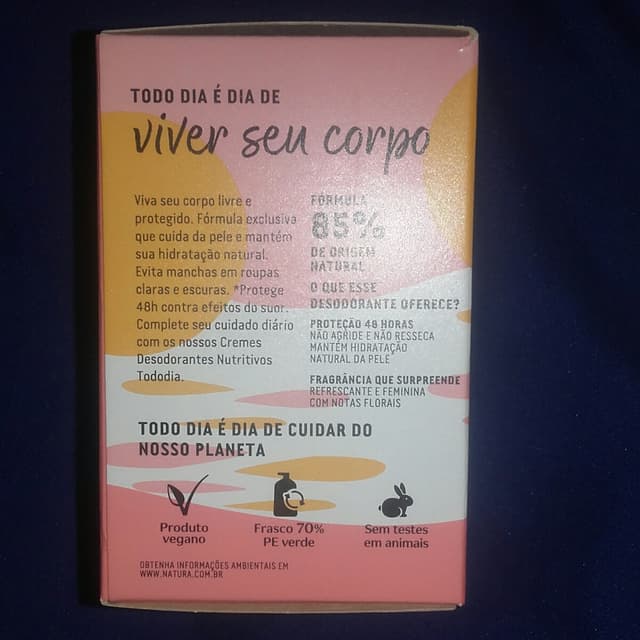 TODO DIA É DIA DE
viver seu corpo
Viva seu corpo livre e
protegido. Fórmula exclusiva
que cuida da pele e mantém
sua hidratação natural.
Evita manchas em roupas
claras e escuras. *Protege
48h contra efeitos do suor.
Complete seu cuidado diário
com os nossos Cremes
Desodorantes Nutritivos
Tododia.
FÓRMULA
85%
DE ORIGEM
NATURAL
O QUE ESSE
DESODORANTE OFERECE?
PROTEÇÃO 48 HORAS
NÃO AGRIDE E NÃO RESSECA
MANTÉM HIDRATAÇÃO
NATURAL DA PELE
FRAGRÂNCIA QUE SURPREENDE
REFRESCANTE E FEMININA
COM NOTAS FLORAIS
TODO DIA É DIA DE CUIDAR DO
NOSSO PLANETA
Produto
vegano
Frasco 70%
PE verde
Sem testes
em animais
OBTENHA INFORMAÇÕES AMBIENTAIS EM
WWW.NATURA.COM.BR